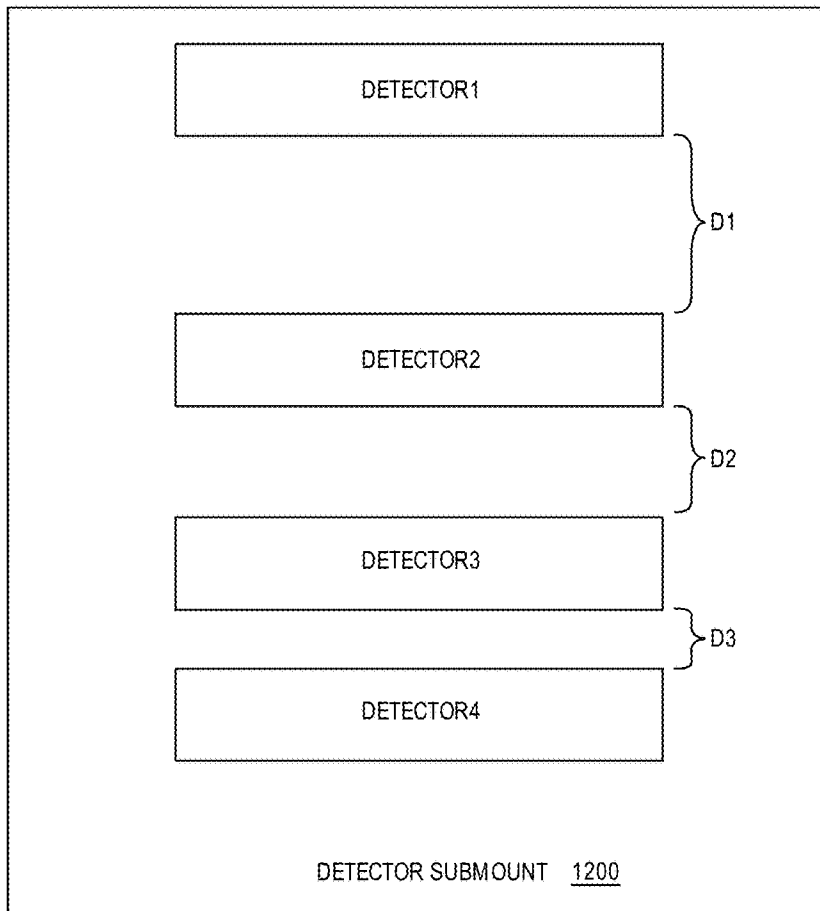 DETECTOR1
D1
DETECTOR2
D2
DETECTOR3
D3
DETECTOR4
DETECTOR SUBMOUNT 1200